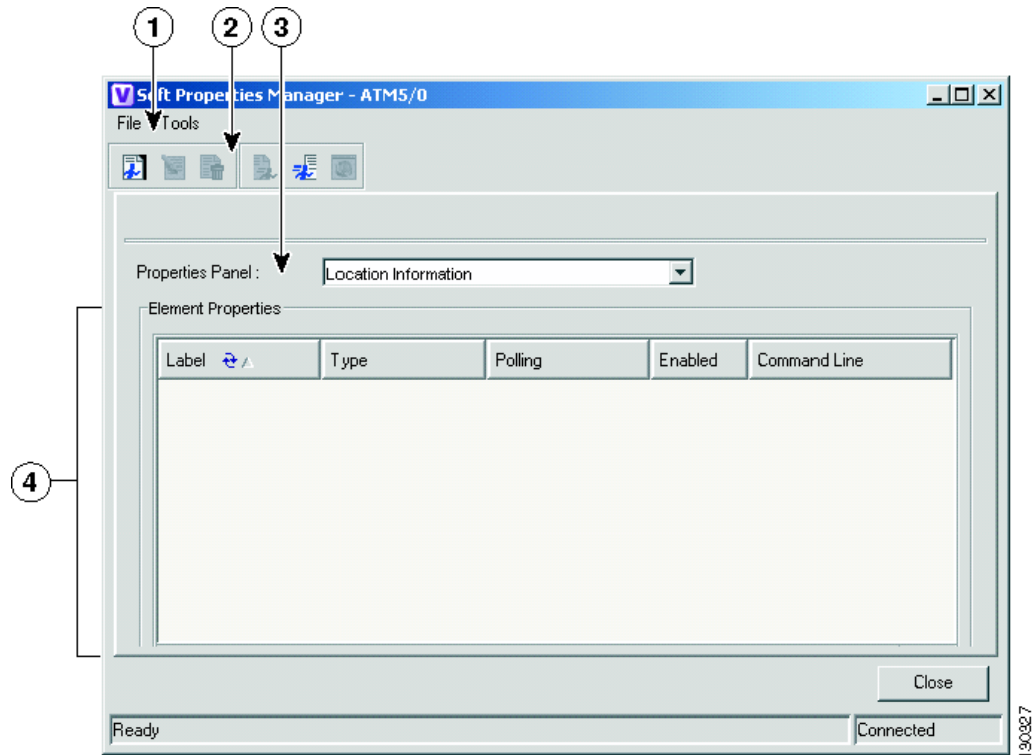 1 2 3
V Soft Properties Manager - ATM5/0
File Tools
Properties Panel : Location Information
Element Properties
Label Type Polling Enabled Command Line
4
Close
Ready Connected